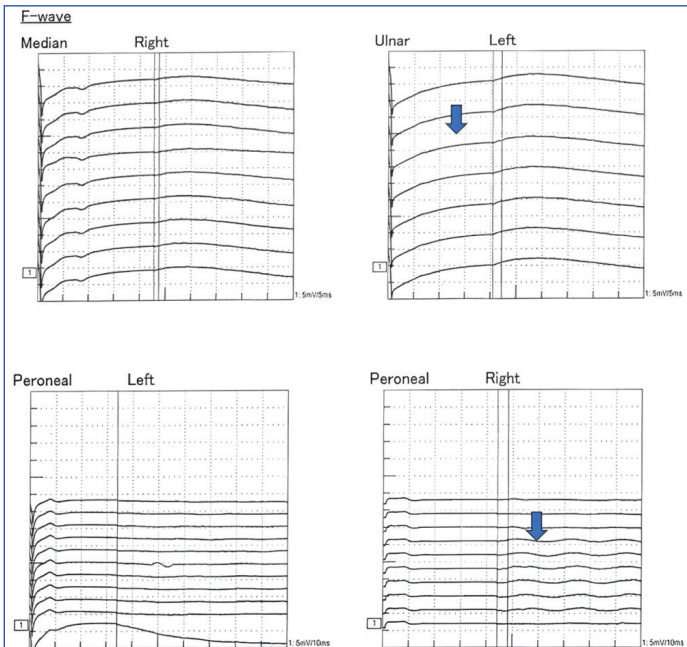 F-wave
Median Right
Ulnar Left
1
1:5mV/5ms
1
1:5mV/5ms
Peroneal Left
Peroneal Right
1
1:5mV/10ms
1
1:5mV/10ms